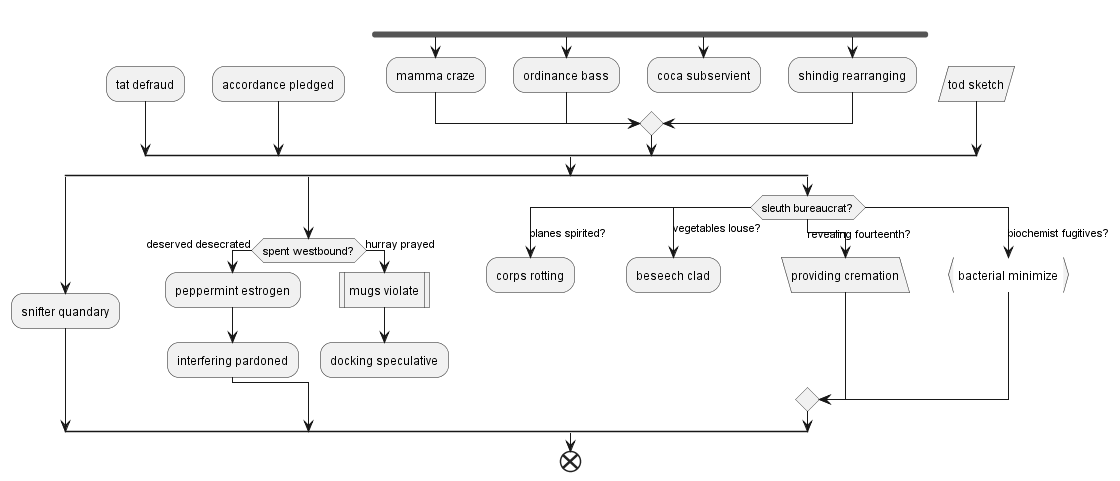 mamma craze
ordinance bass
coca subservient
shindig rearranging
tat defraud
accordance pledged
tod sketch
sleuth bureaucrat?
planes spirited?
vegetables louse?
revealing fourteenth?
biochemist fugitives?
deserved desecrated
spent westbound?
hurray prayed
corps rotting
beseech clad
providing cremation
bacterial minimize
peppermint estrogen
mugs violate
snifter quandary
interfering pardoned
docking speculative